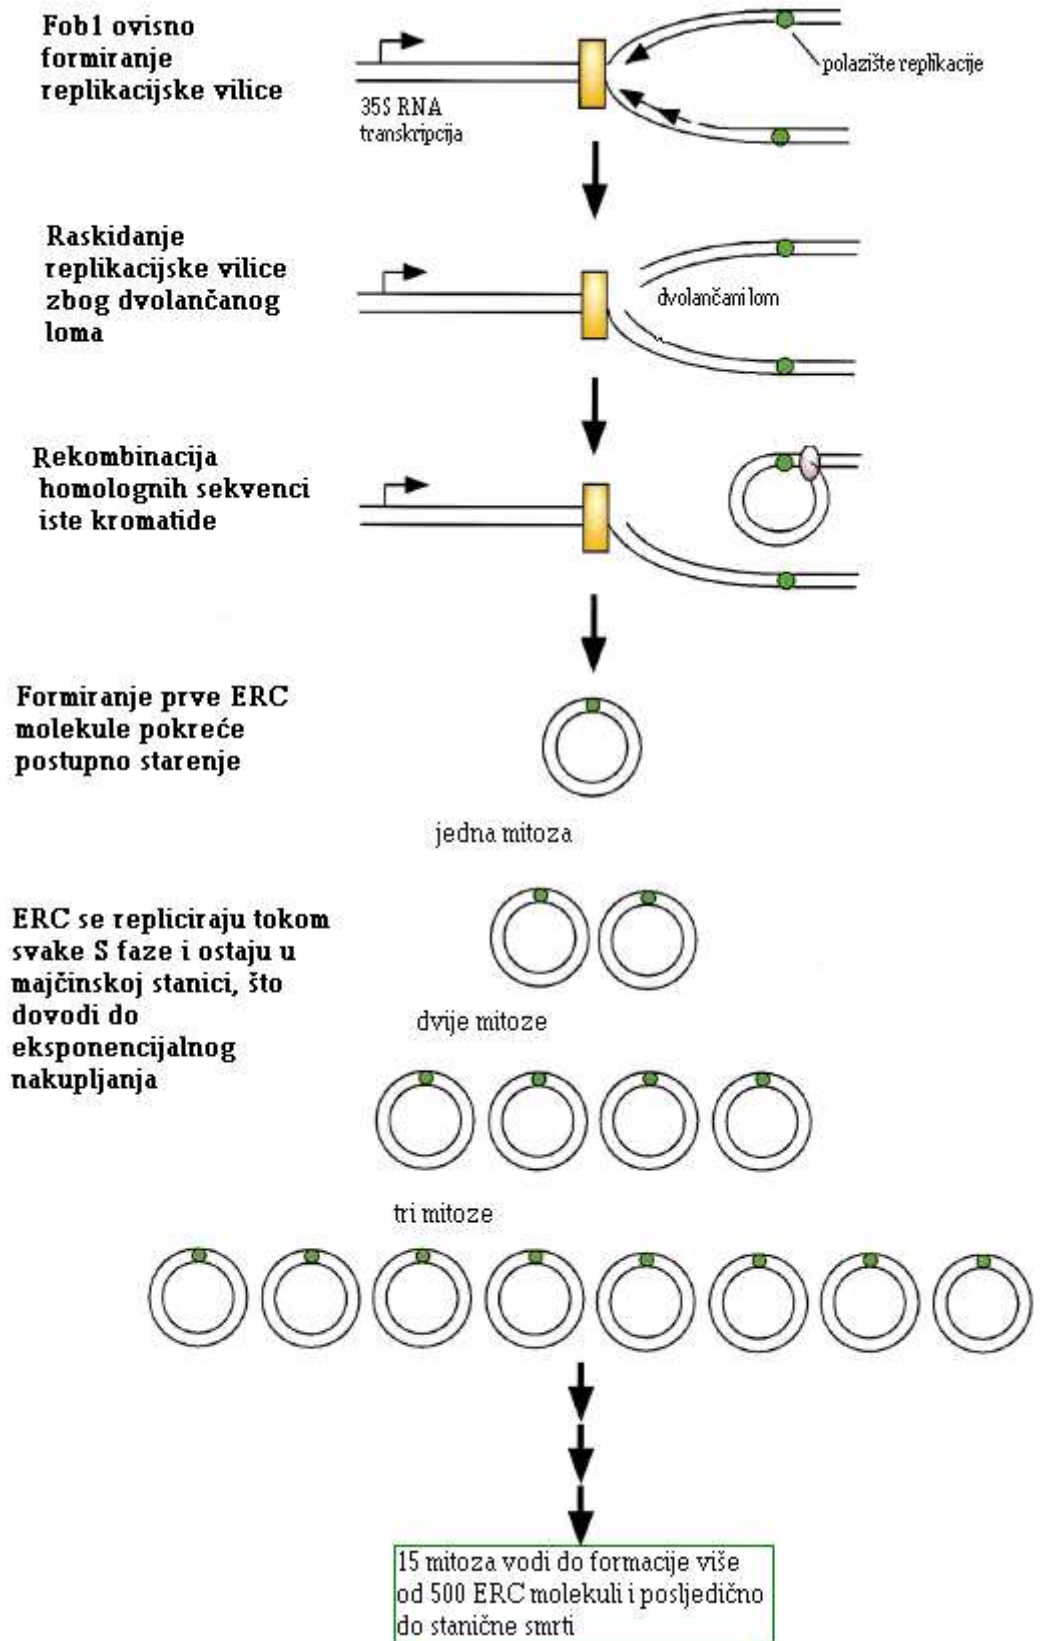 Fob1 ovisno
formiranje
replikacijske vilice
polazište replikacije
35S RNA
transkripcija
Raskidanje
replikacijske vilice
zbog dvolančanog
loma
dvolančani lom
Rekombinacija
homolognih sekvenci
iste kromatide
Formiranje prve ERC
molekule pokreće
postupno starenje
jedna mitoza
ERC se repliciraju tokom
svake S faze i ostaju u
majčinskoj stanici, što
dovodi do
eksponencijalnog
nakupljanja
dvije mitoze
tri mitoze
15 mitoza vodi do formacije više
od 500 ERC molekuli i posljedično
do stanične smrti